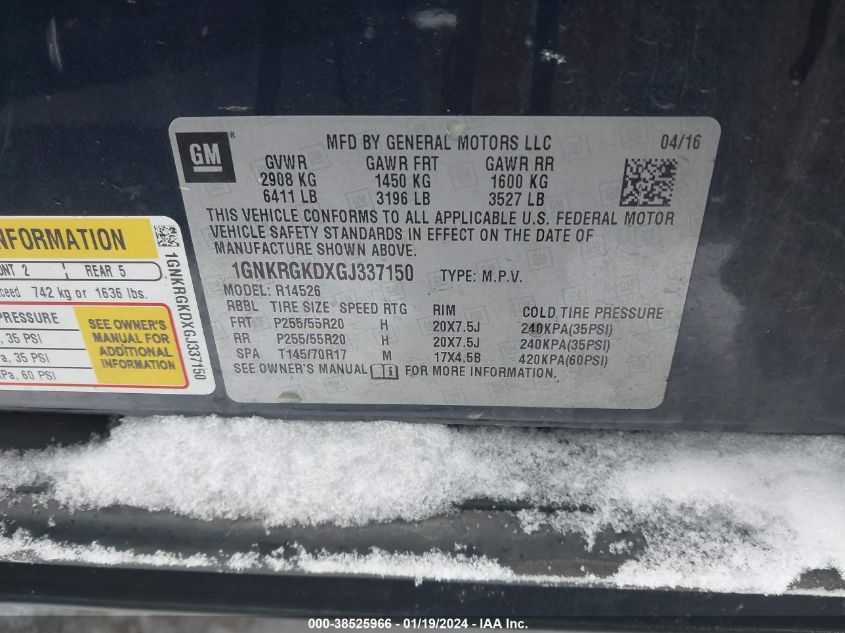 GM
MFD BY GENERAL MOTORS LLC 04/16
GVWR GAWR FRT GAWR RR
2908 KG 1450 KG 1600 KG
6411 LB 3196 LB 3527 LB
THIS VEHICLE CONFORMS TO ALL APPLICABLE U.S. FEDERAL MOTOR
VEHICLE SAFETY STANDARDS IN EFFECT ON THE DATE OF
MANUFACTURE SHOWN ABOVE.
1GNKRGKDXGJ337150 TYPE: M.P.V.
MODEL: R14526
RBBL TIRE SIZE SPEED RTG RIM COLD TIRE PRESSURE
FRT P255/55R20 H 20X7.5J 240KPA(35PSI)
RR P255/55R20 H 20X7.5J 240KPA(35PSI)
SPA T145/70R17 M 17X4.5B 420KPA(60PSI)
SEE OWNER'S MANUAL FOR MORE INFORMATION.
INFORMATION
1GNKRGKDXGJ337150
2 REAR 5
742 kg or 1636 lbs.
35 PSI
35 PSI
60 PSI
SEE OWNER'S
MANUAL FOR
ADDITIONAL
INFORMATION
000-38525966 - 01/19/2024 - IAA Inc.